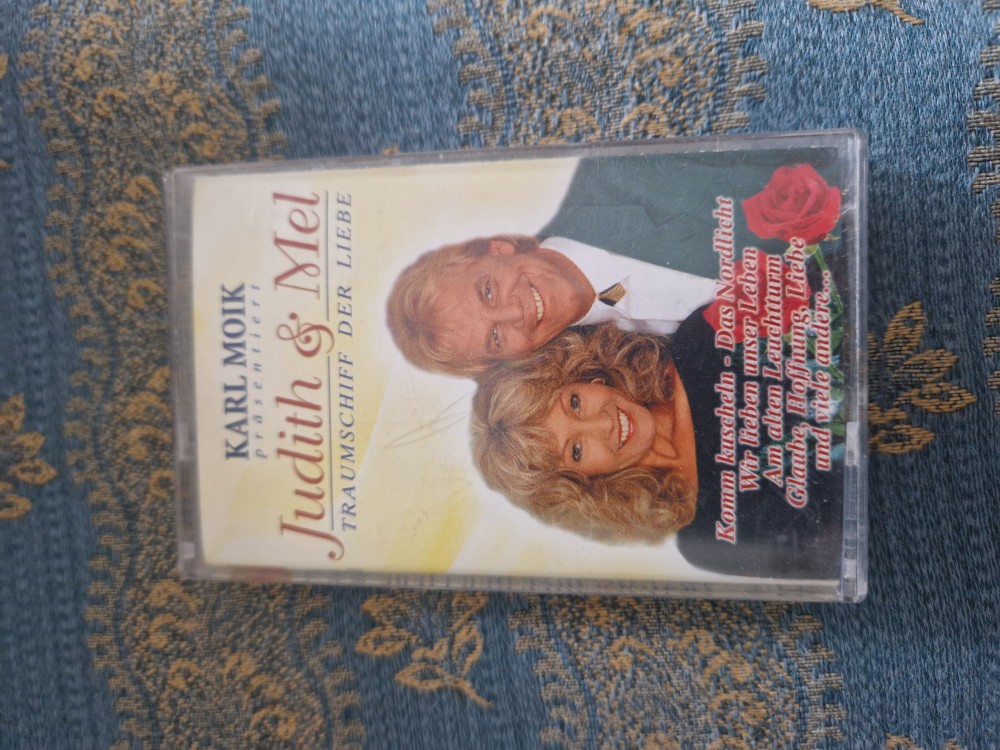 KARL MOIK
präsentiert
Judith & Mel
TRAUMSCHIFF DER LIEBE
Komm kuscheln - Das Nordlicht
Wir lieben unser Leben
Am alten Leuchtturm
Glaube, Hoffnung, Liebe
und viele andere...